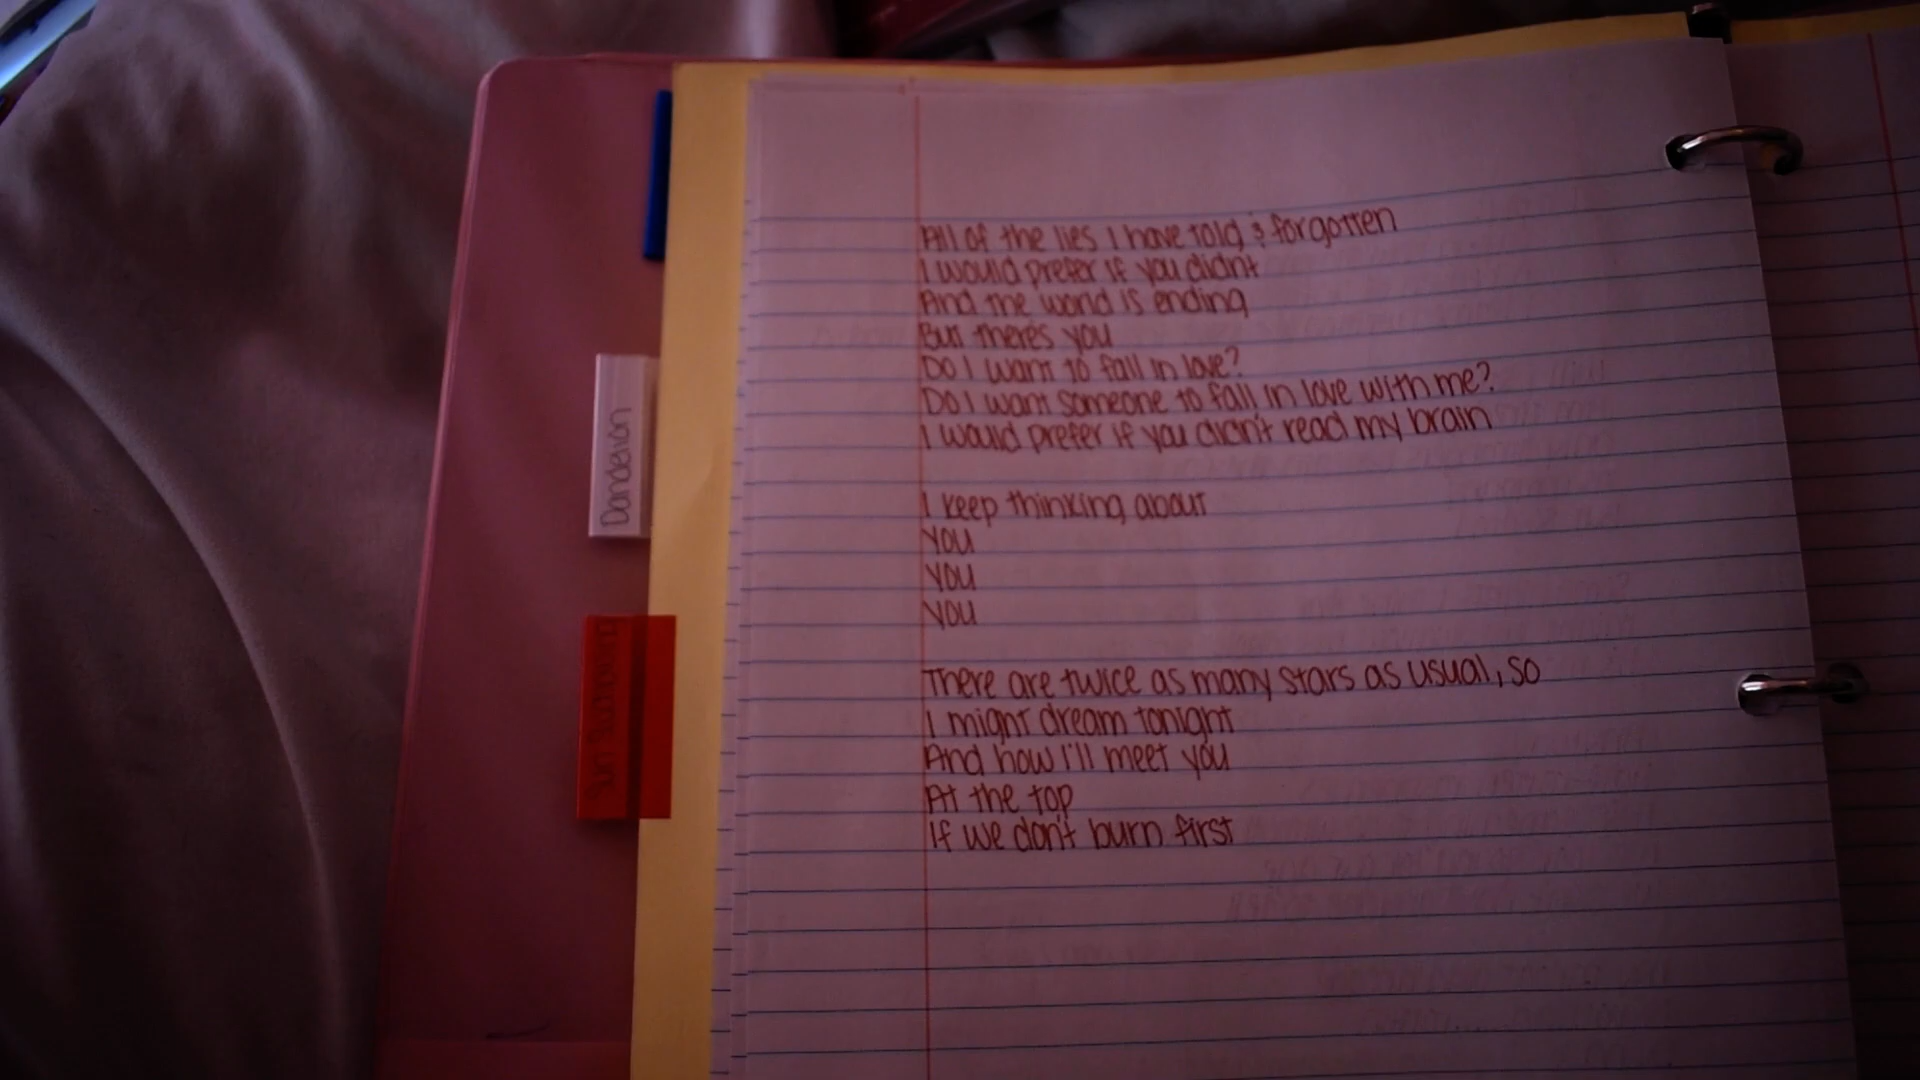 All of the lies I have told & forgotten
I would prefer if you didn't
And the world is ending
But there's you
Do I want to fall in love?
Do I want someone to fall in love with me?
I would prefer if you didn't read my brain
I keep thinking about
You
You
You
There are twice as many stars as usual, so
I might dream tonight
And how I'll meet you
At the top
If we don't burn first
Dandelion
Sun